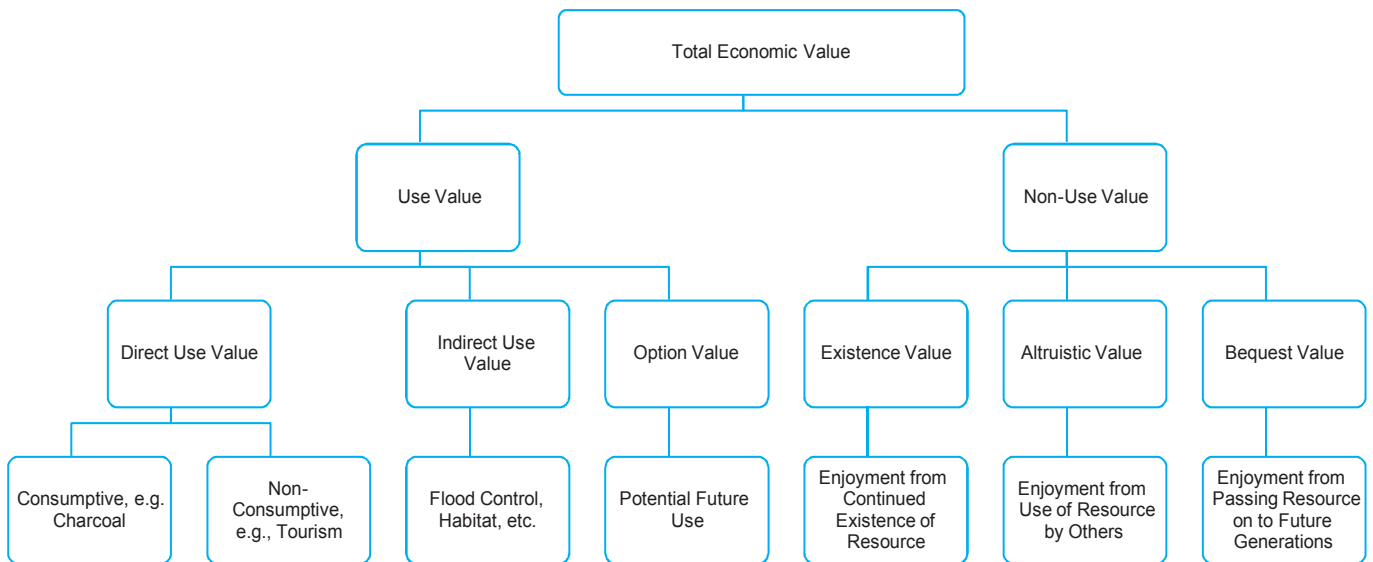 Total Economic Value
Use Value
Non-Use Value
Direct Use Value
Indirect Use
Value
Option Value
Existence Value
Altruistic Value
Bequest Value
Consumptive, e.g.
Charcoal
Non-
Consumptive,
e.g., Tourism
Flood Control,
Habitat, etc.
Potential Future
Use
Enjoyment from
Continued
Existence of
Resource
Enjoyment from
Use of Resource
by Others
Enjoyment from
Passing Resource
on to Future
Generations